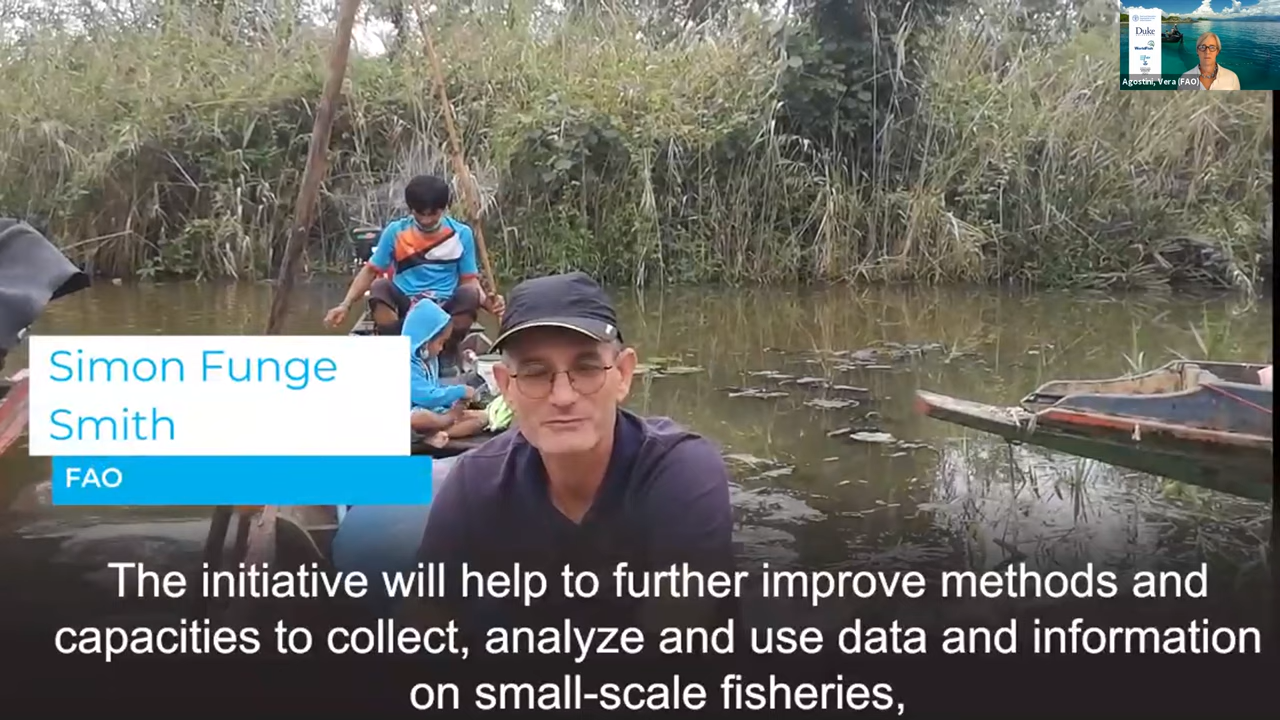 Duke
WorldFish
Agostini, Vera (FAO)
Simon Funge
Smith
FAO
The initiative will help to further improve methods and
capacities to collect, analyze and use data and information
on small-scale fisheries,